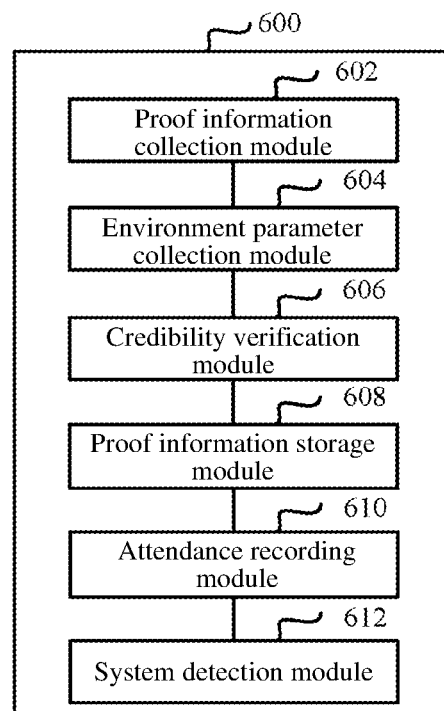 600
602
Proof information
collection module
604
Environment parameter
collection module
606
Credibility verification
module
608
Proof information storage
module
610
Attendance recording
module
612
System detection module